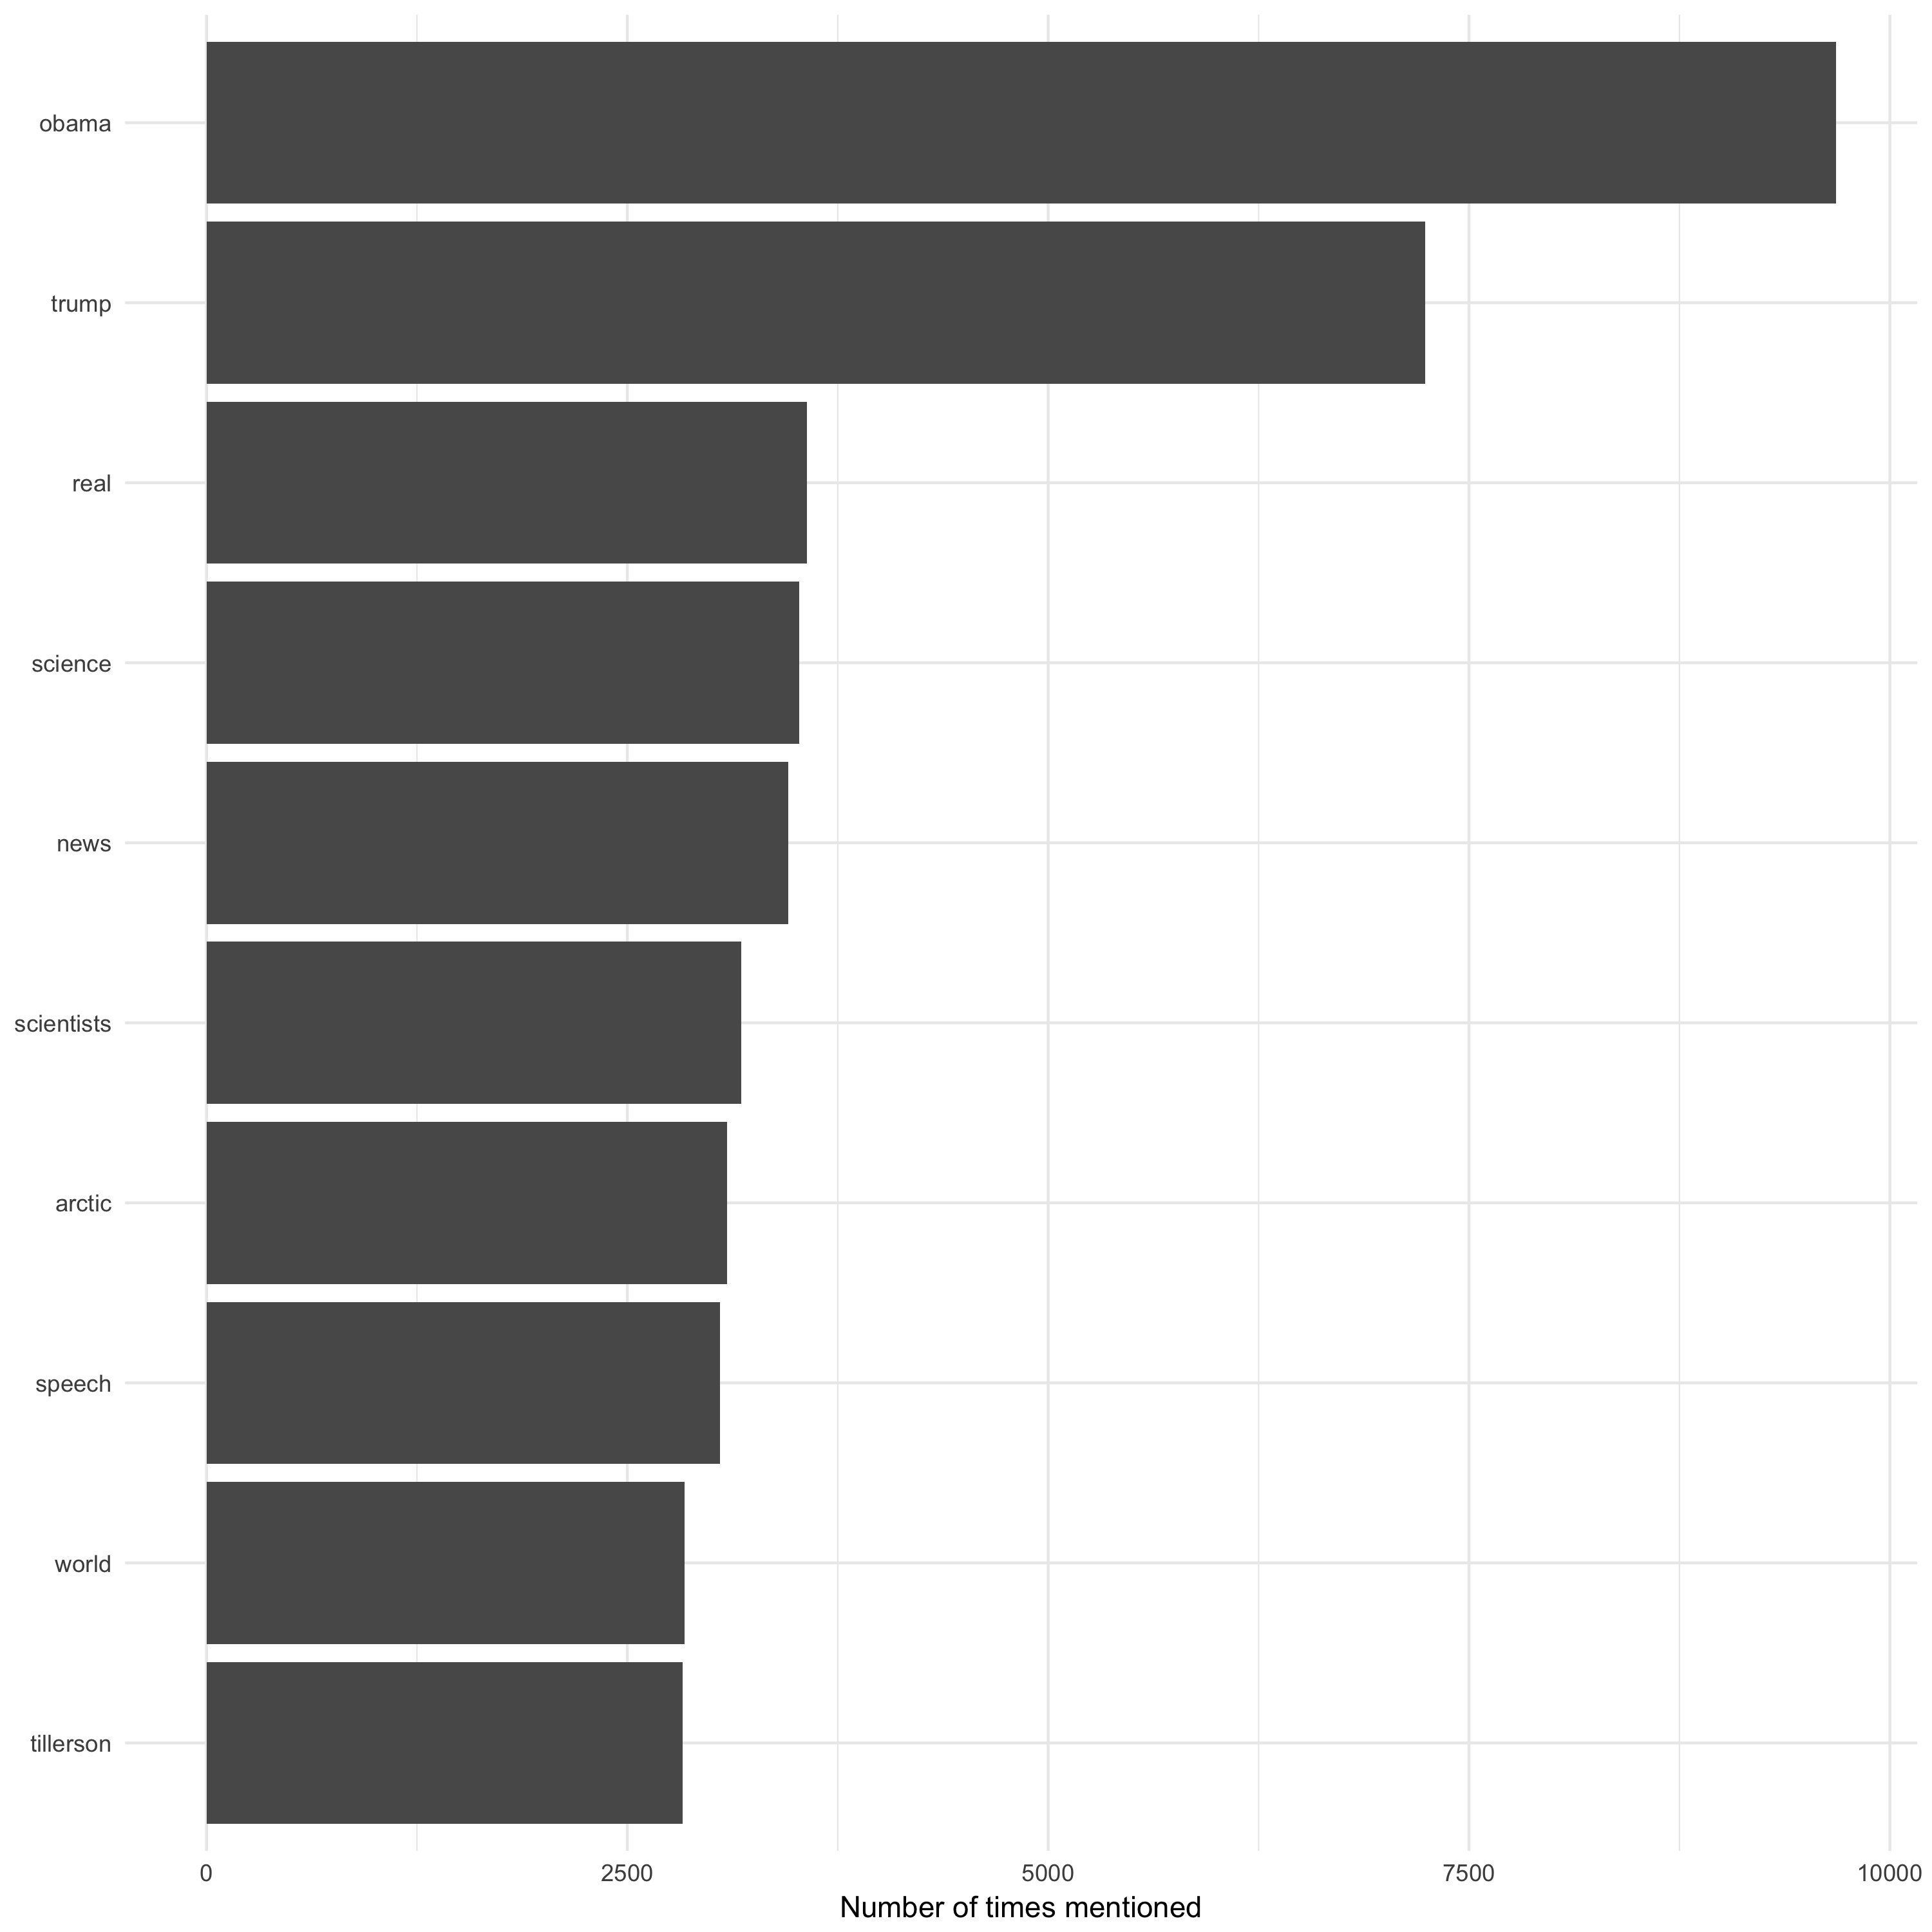 obama
trump
real
science
news
scientists
arctic
speech
world
tillerson
0 2500 5000 7500 10000
Number of times mentioned